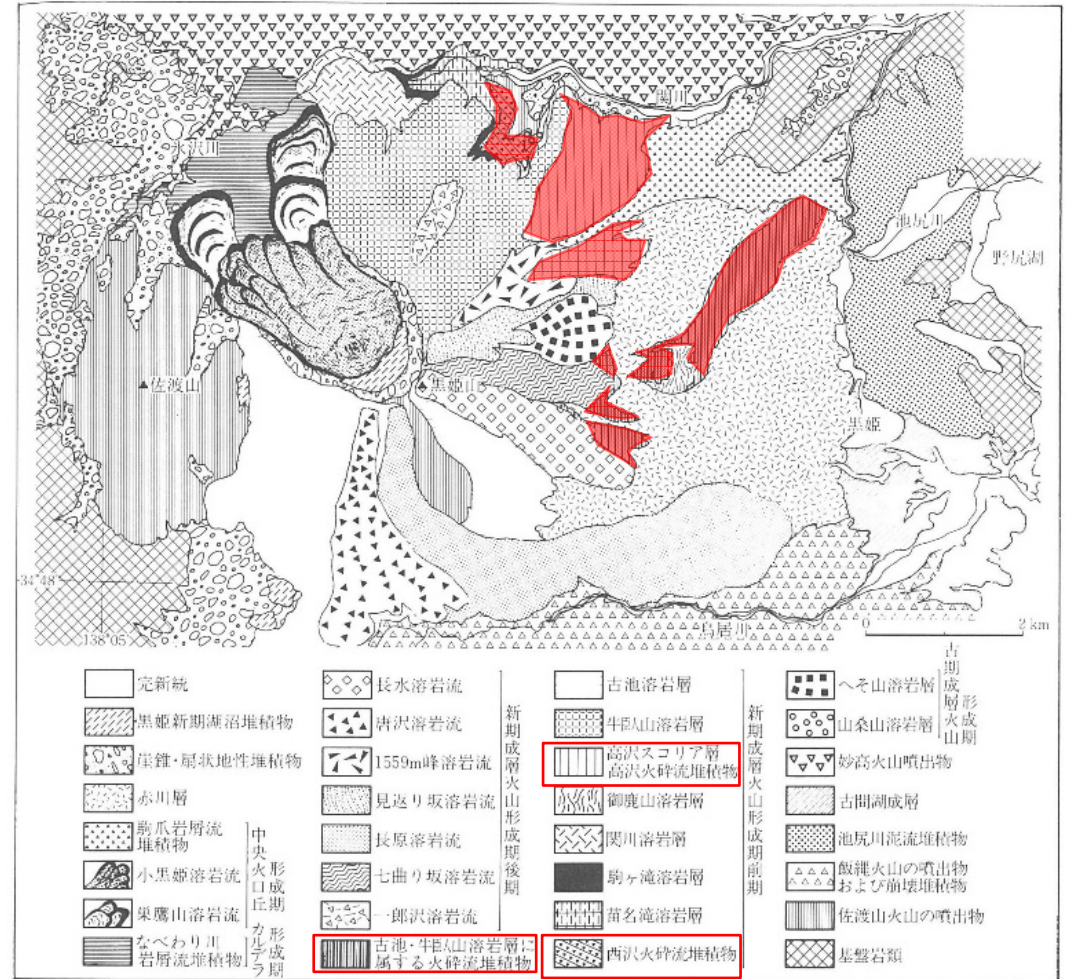 関川
氷沢川
池尻川
野尻湖
▲佐渡山
▲黒姫山
黒姫
34°48′
138°05′
鳥居川
0 2 km
完新統
黒姫新期湖沼堆積物
崖錐・扇状地性堆積物
赤川層
駒爪岩屑流
堆積物
小黒姫溶岩流
巣鷹山溶岩流
中央火口丘形成期
なべわり川
岩屑流堆積物
カルデラ形成期
長水溶岩流
唐沢溶岩流
1559m峰溶岩流
見返り坂溶岩流
長原溶岩流
七曲り坂溶岩流
一郎沢溶岩流
古池・牛臥山溶岩層に
属する火砕流堆積物
新期成層火山形成期後期
古池溶岩層
牛臥山溶岩層
高沢スコリア層
高沢火砕流堆積物
御鹿山溶岩層
関川溶岩層
駒ヶ滝溶岩層
苗名滝溶岩層
西沢火砕流堆積物
新期成層火山形成期前期
へそ山溶岩層
山桑山溶岩層
古期成層火山形成期
妙高火山噴出物
古間湖成層
池尻川泥流堆積物
飯縄火山の噴出物
および崩壊堆積物
佐渡山火山の噴出物
基盤岩類